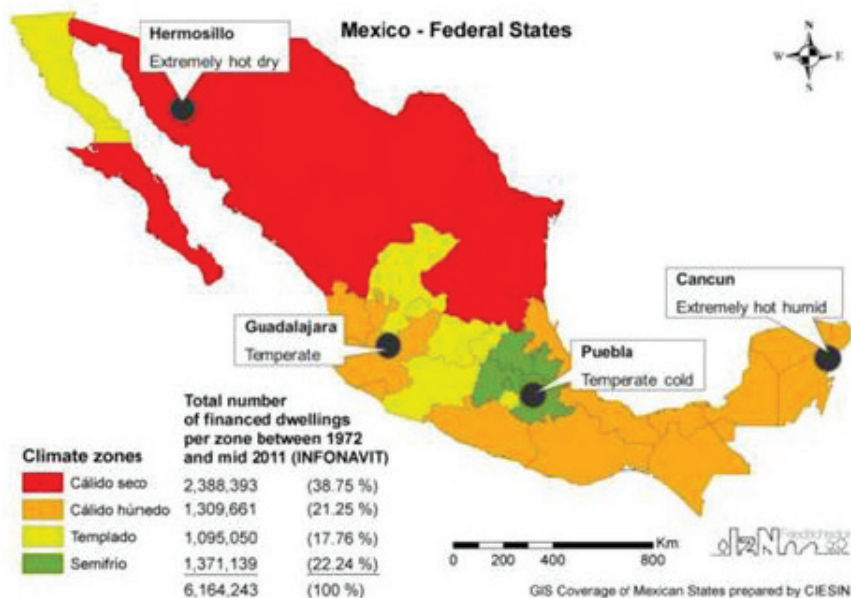 Mexico - Federal States
N
W E
S
Hermosillo
Extremely hot dry
Cancun
Extremely hot humid
Guadalajara
Temperate
Puebla
Temperate cold
Total number
of financed dwellings
per zone between 1972
and mid 2011 (INFONAVIT)
Climate zones
Cálido seco 2,388,393 (38.75 %)
Cálido húmedo 1,309,661 (21.25 %)
Templado 1,095,050 (17.76 %)
Semifrio 1,371,139 (22.24 %)
6,164,243 (100 %)
Km
0 100 200 400 600 800
GIS Coverage of Mexican States prepared by CIESIN